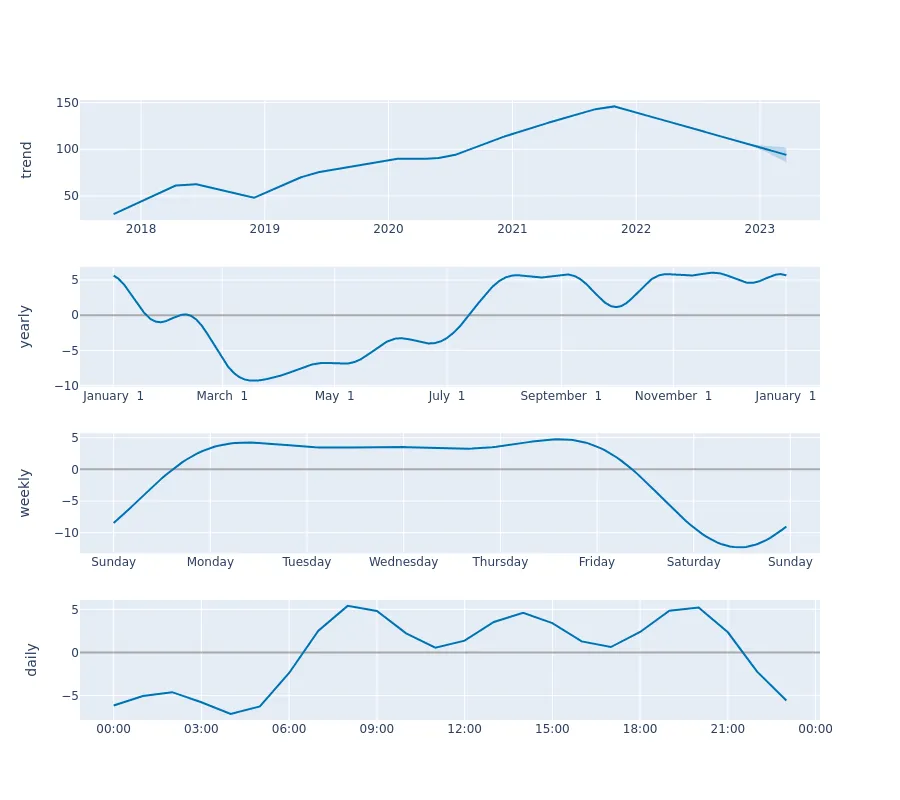 trend
150
100
50
2018 2019 2020 2021 2022 2023
yearly
5
0
−5
−10
January 1 March 1 May 1 July 1 September 1 November 1 January 1
weekly
5
0
−5
−10
Sunday Monday Tuesday Wednesday Thursday Friday Saturday Sunday
daily
5
0
−5
00:00 03:00 06:00 09:00 12:00 15:00 18:00 21:00 00:00